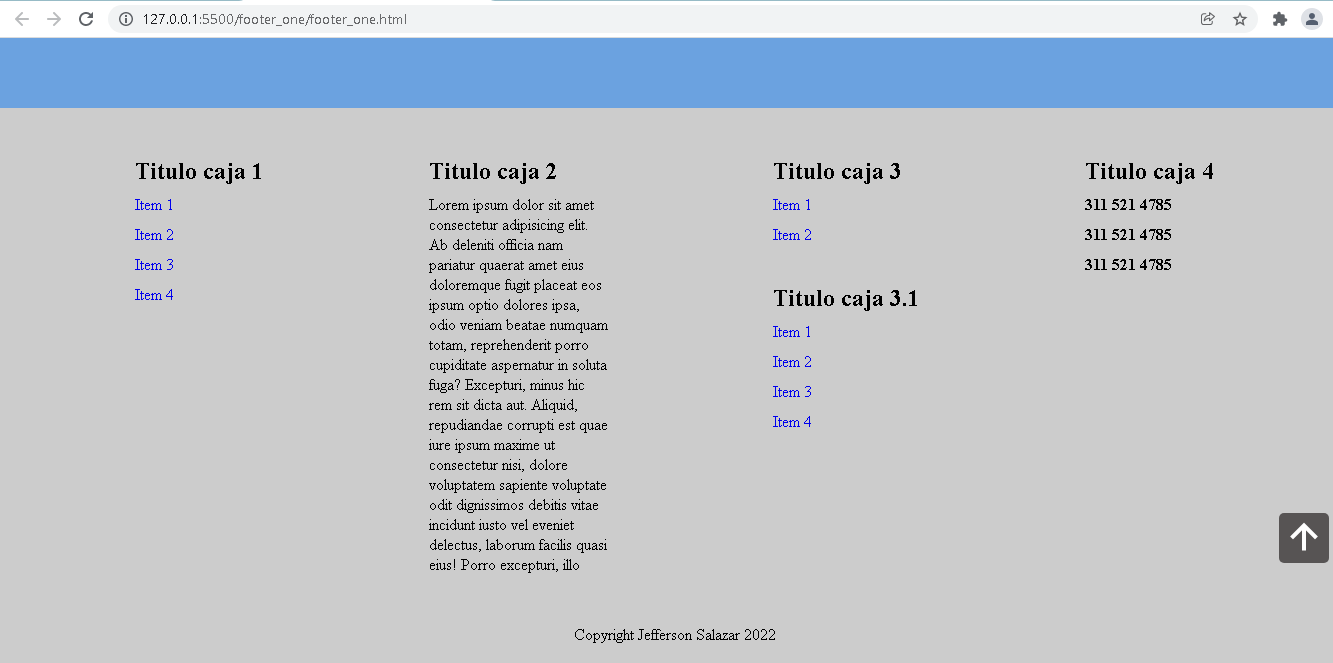 127.0.0.1:5500/footer_one/footer_one.html
Titulo caja 1
Item 1
Item 2
Item 3
Item 4
Titulo caja 2
Lorem ipsum dolor sit amet
consectetur adipisicing elit.
Ab deleniti officia nam
pariatur quaerat amet eius
doloremque fugit placeat eos
ipsum optio dolores ipsa,
odio veniam beatae numquam
totam, reprehenderit porro
cupiditate aspernatur in soluta
fuga? Excepturi, minus hic
rem sit dicta aut. Aliquid,
repudiandae corrupti est quae
iure ipsum maxime ut
consectetur nisi, dolore
voluptatem sapiente voluptate
odit dignissimos debitis vitae
incidunt iusto vel eveniet
delectus, laborum facilis quasi
eius! Porro excepturi, illo
Titulo caja 3
Item 1
Item 2
Titulo caja 3.1
Item 1
Item 2
Item 3
Item 4
Titulo caja 4
311 521 4785
311 521 4785
311 521 4785
Copyright Jefferson Salazar 2022